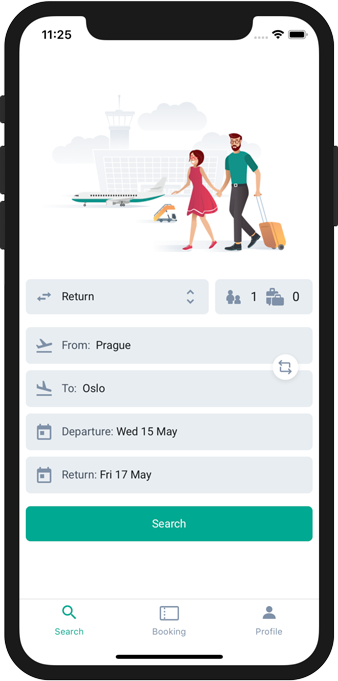 11:25
Return
1
0
From: Prague
To: Oslo
Departure: Wed 15 May
Return: Fri 17 May
Search
Search
Booking
Profile